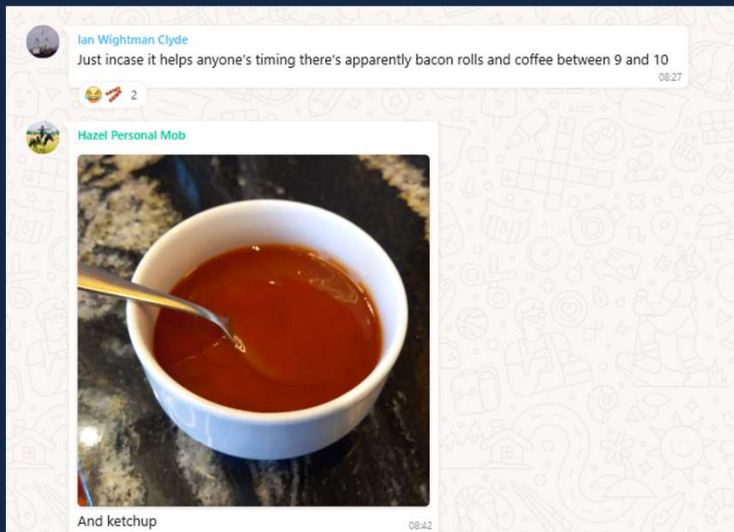 Ian Wightman Clyde
Just incase it helps anyone's timing there's apparently bacon rolls and coffee between 9 and 10
08:27
2
Hazel Personal Mob
And ketchup
08:42